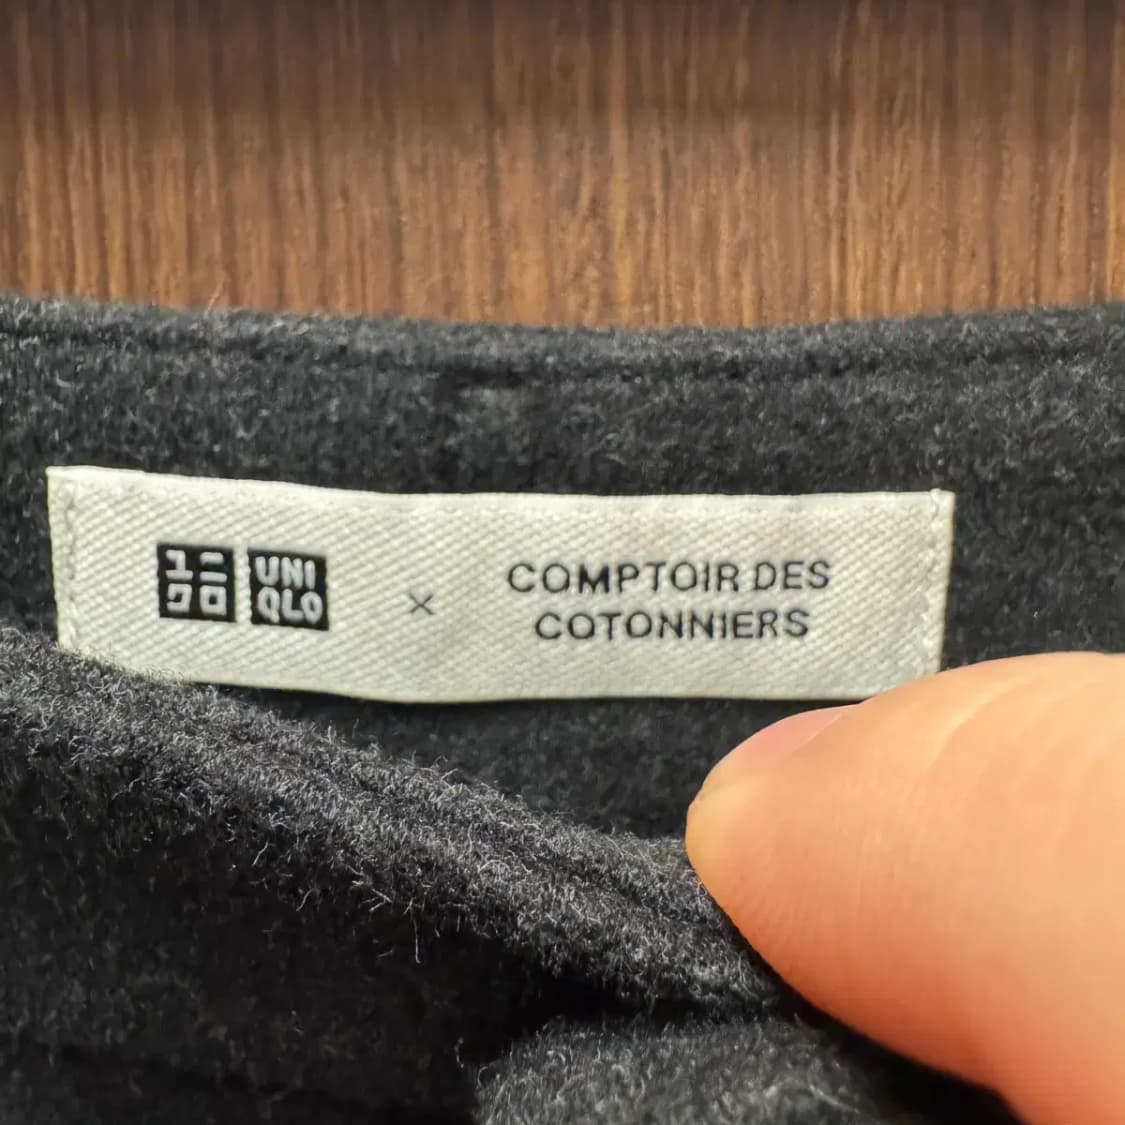 ユニ
クロ
UNI
QLO
×
COMPTOIR DES
COTONNIERS